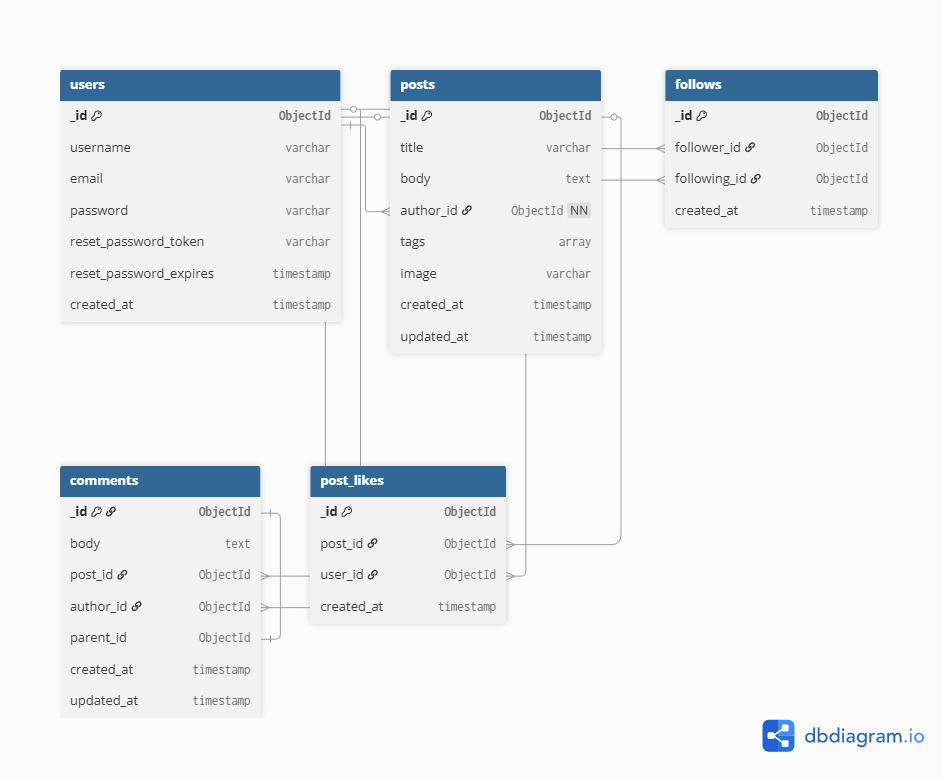 users
_id ObjectId
username varchar
email varchar
password varchar
reset_password_token varchar
reset_password_expires timestamp
created_at timestamp
posts
_id ObjectId
title varchar
body text
author_id ObjectId NN
tags array
image varchar
created_at timestamp
updated_at timestamp
follows
_id ObjectId
follower_id ObjectId
following_id ObjectId
created_at timestamp
comments
_id ObjectId
body text
post_id ObjectId
author_id ObjectId
parent_id ObjectId
created_at timestamp
updated_at timestamp
post_likes
_id ObjectId
post_id ObjectId
user_id ObjectId
created_at timestamp
dbdiagram.io